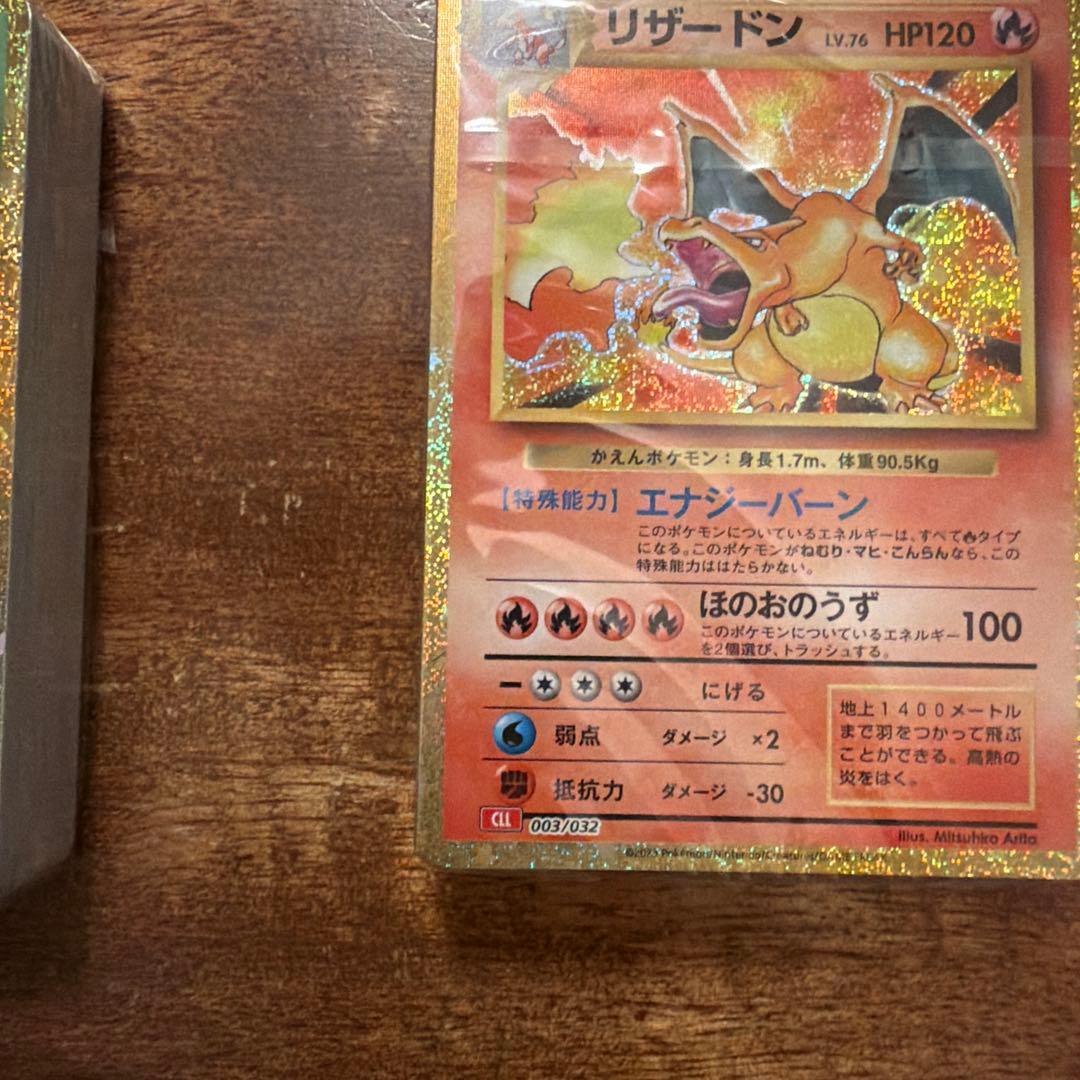 リザードン LV.76 HP120
かえんポケモン：身長1.7m、体重90.5Kg
【特殊能力】エナジーバーン
このポケモンについているエネルギーは、すべて🔥タイプ
になる。このポケモンがねむり・マヒ・こんらんなら、この
特殊能力ははたらかない。
ほのおのうず
このポケモンについているエネルギー
を2個選び、トラッシュする。
100
にげる
弱点 ダメージ ×2
抵抗力 ダメージ -30
地上1400メートル
まで羽をつかって飛ぶ
ことができる。高熱の
炎をはく。
CLL 003/032
Illus. Mitsuhiro Arita
©2023 Pokémon/Nintendo/Creatures/GAME FREAK